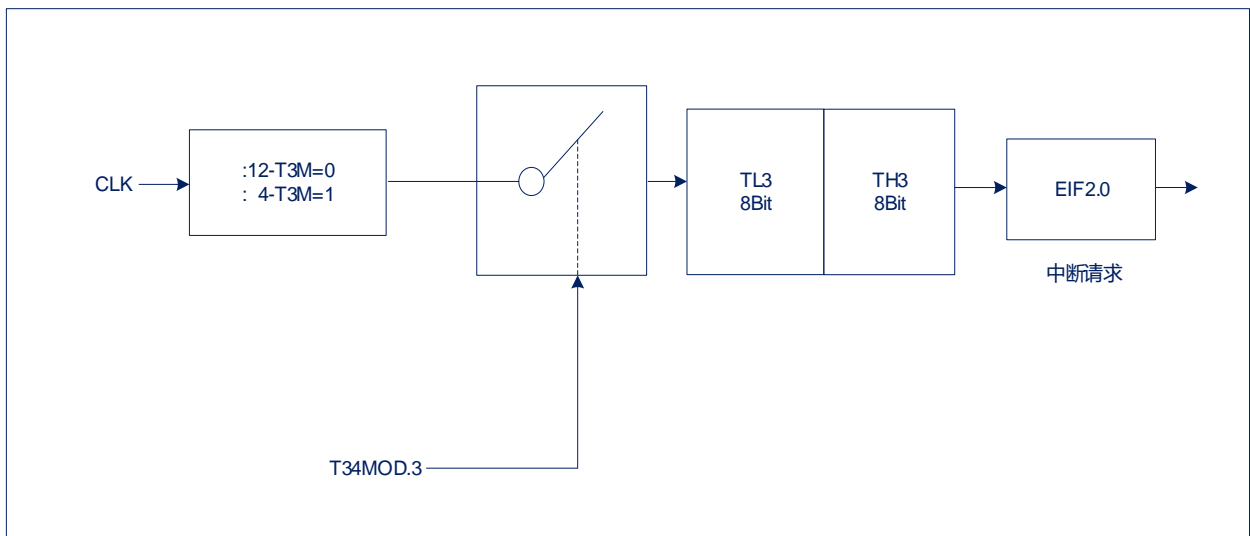 CLK
:12-T3M=0
: 4-T3M=1
TL3
8Bit
TH3
8Bit
EIF2.0
中断请求
T34MOD.3